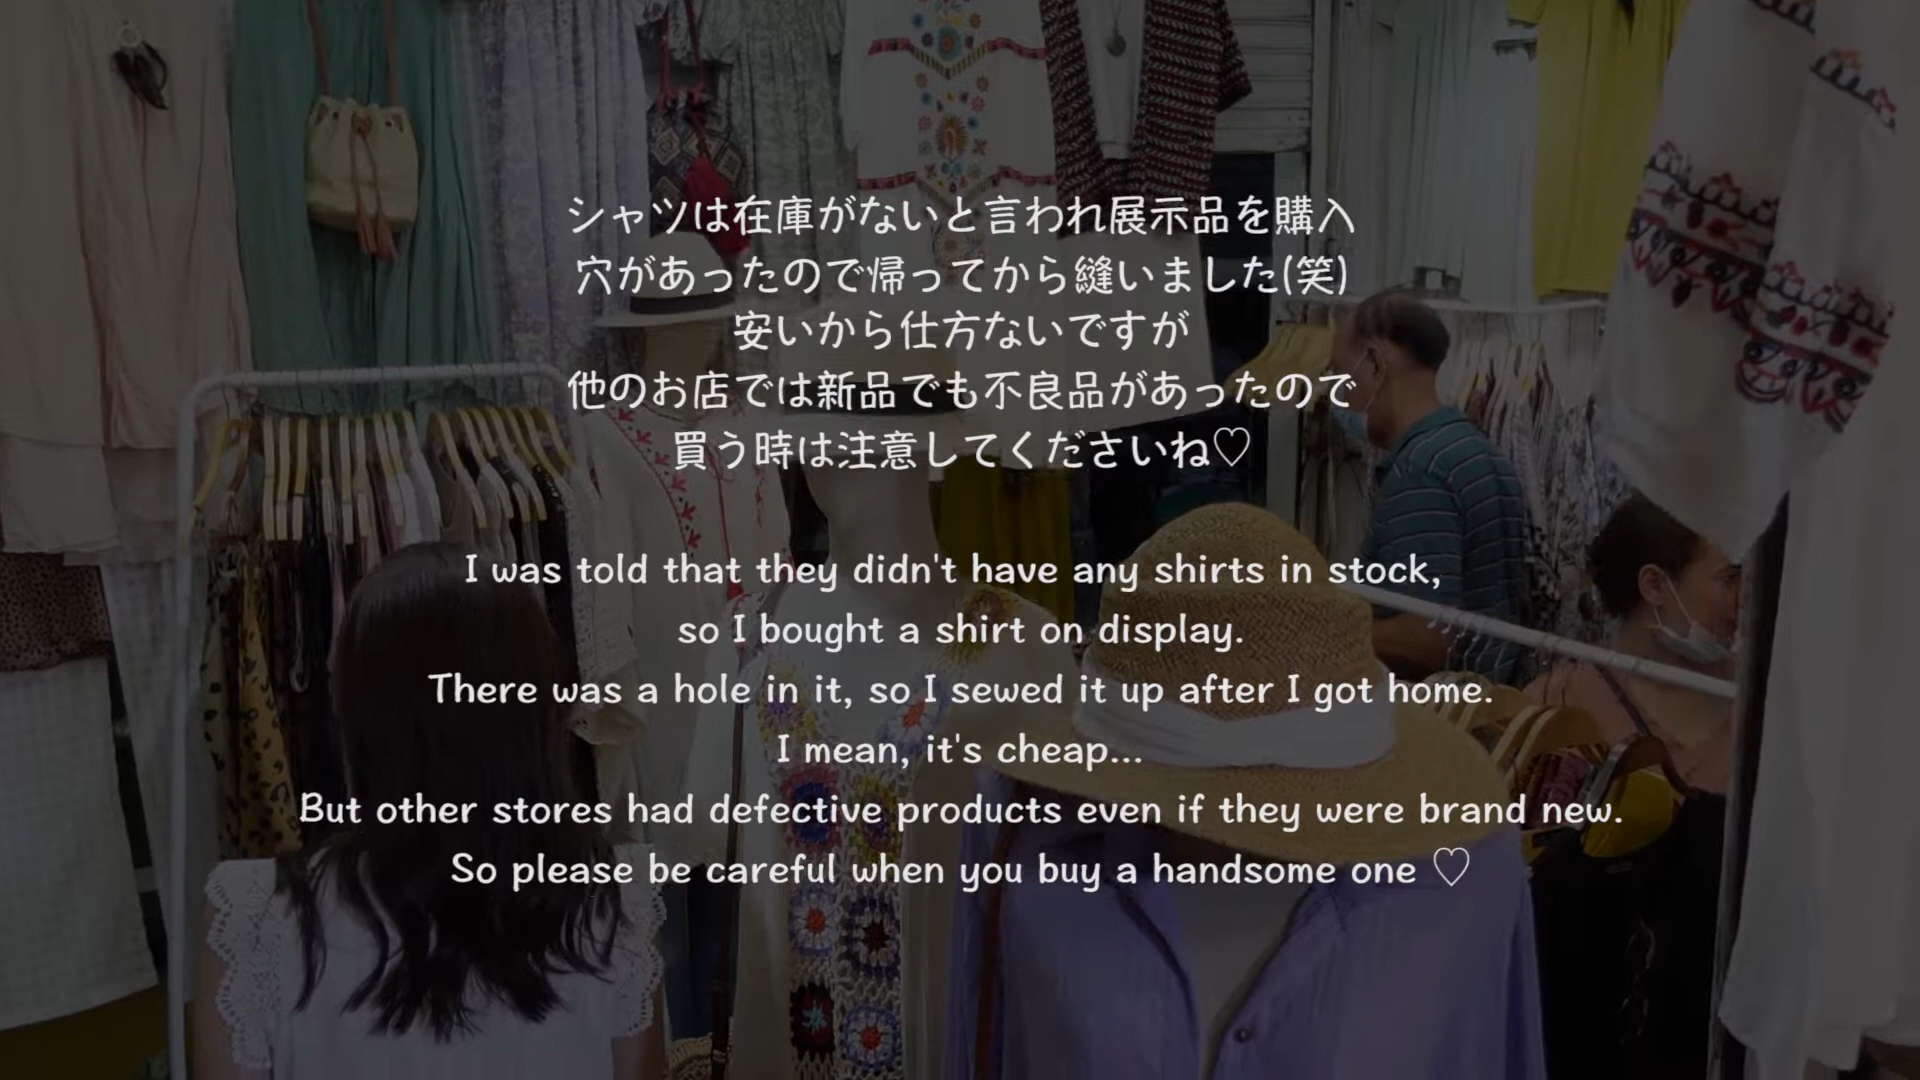 シャツは在庫がないと言われ展示品を購入
穴があったので帰ってから縫いました(笑)
安いから仕方ないですが
他のお店では新品でも不良品があったので
買う時は注意してくださいね♡
I was told that they didn't have any shirts in stock,
so I bought a shirt on display.
There was a hole in it, so I sewed it up after I got home.
I mean, it's cheap...
But other stores had defective products even if they were brand new.
So please be careful when you buy a handsome one ♡